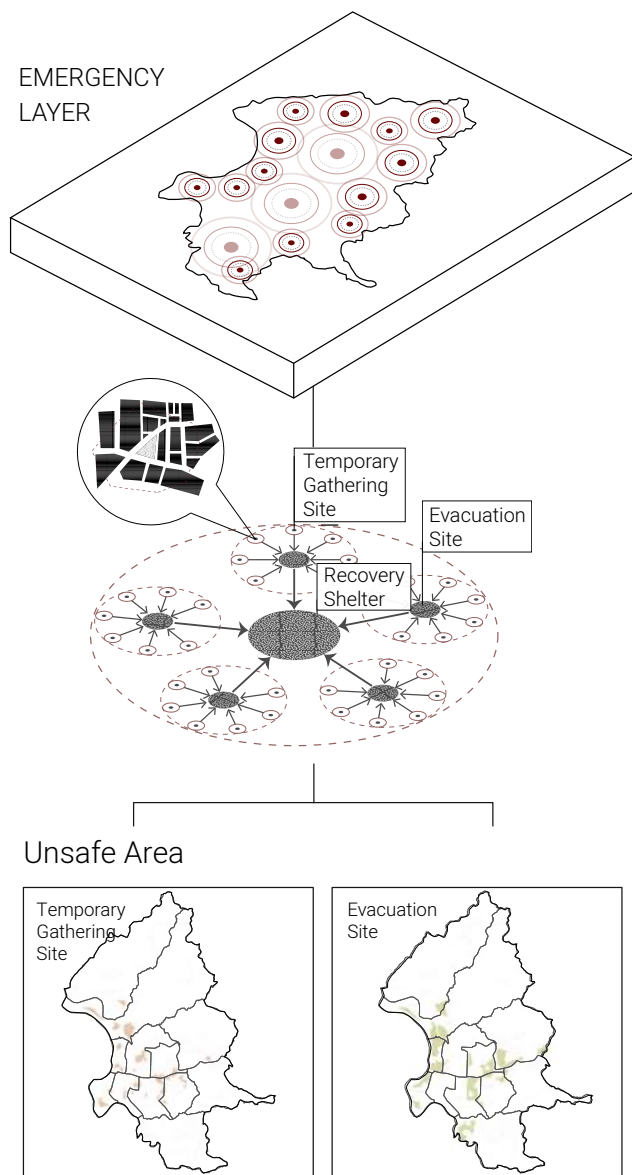 EMERGENCY
LAYER
Temporary
Gathering
Site
Evacuation
Site
Recovery
Shelter
Unsafe Area
Temporary
Gathering
Site
Evacuation
Site